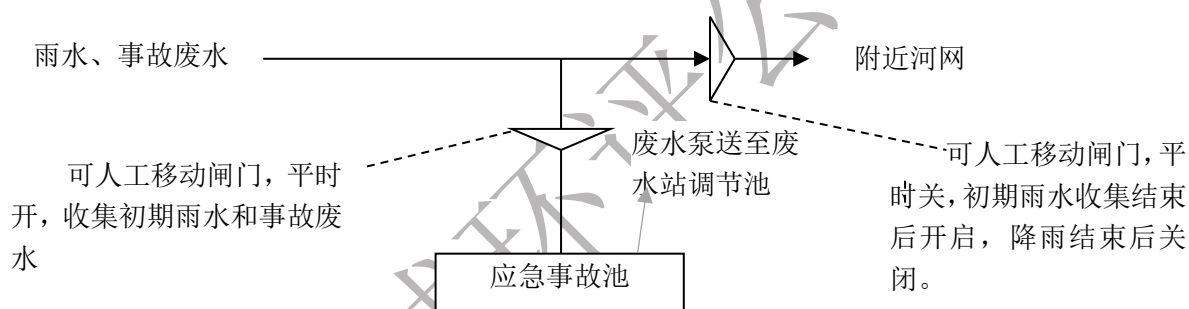 雨水、事故废水
附近河网
废水泵送至废
水站调节池
可人工移动闸门，平时
开，收集初期雨水和事故废
水
可人工移动闸门，平
时关，初期雨水收集结束
后开启，降雨结束后关
闭。
应急事故池